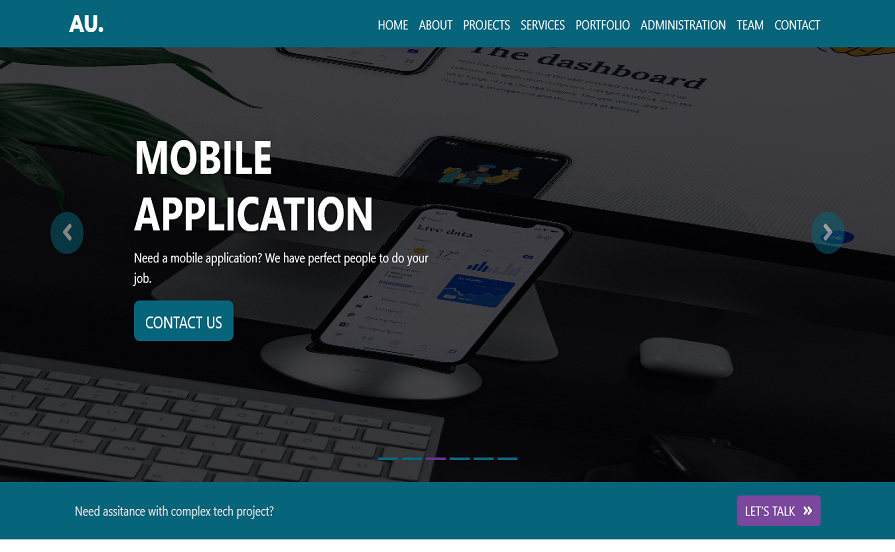 AU.
HOME ABOUT PROJECTS SERVICES PORTFOLIO ADMINISTRATION TEAM CONTACT
The dashboard
MOBILE
APPLICATION
Live data
Need a mobile application? We have perfect people to do your
job.
CONTACT US
Need assitance with complex tech project?
LET'S TALK »